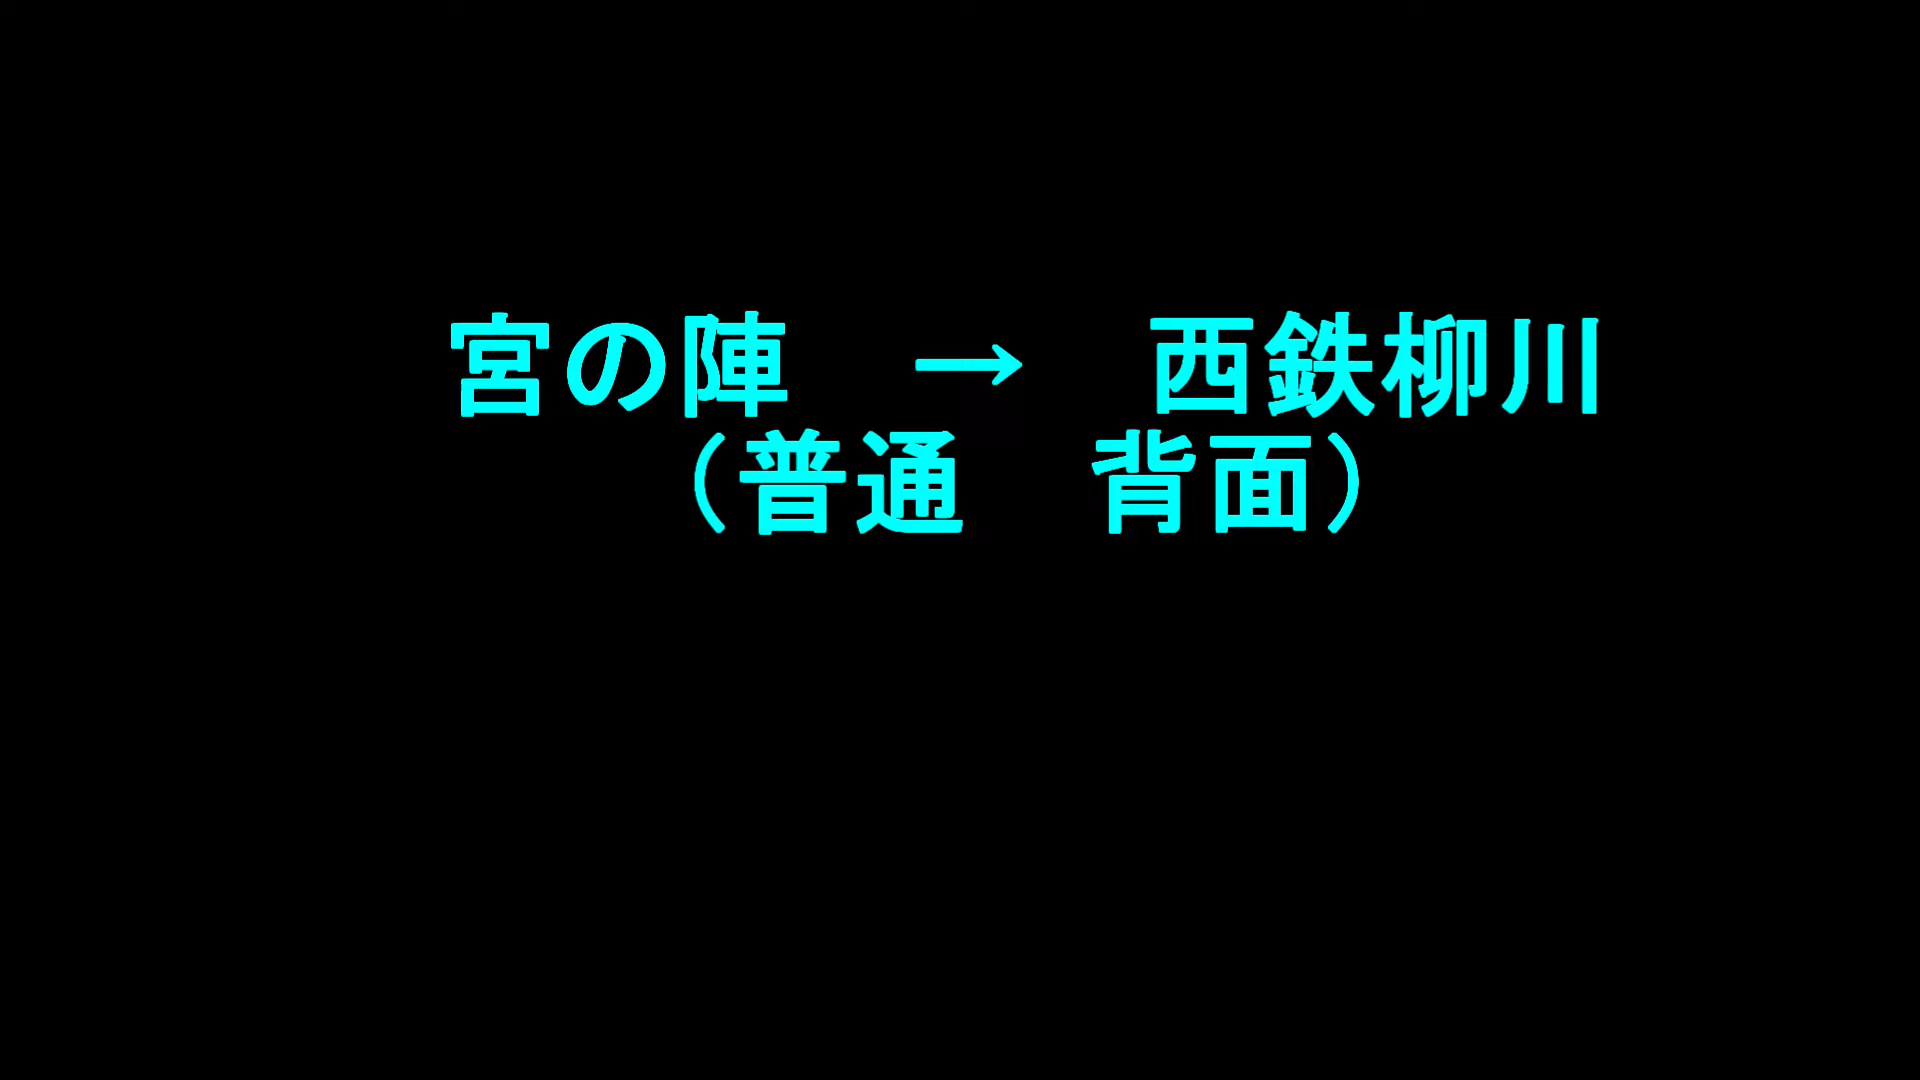 宮の陣　→　西鉄柳川
（普通　背面）